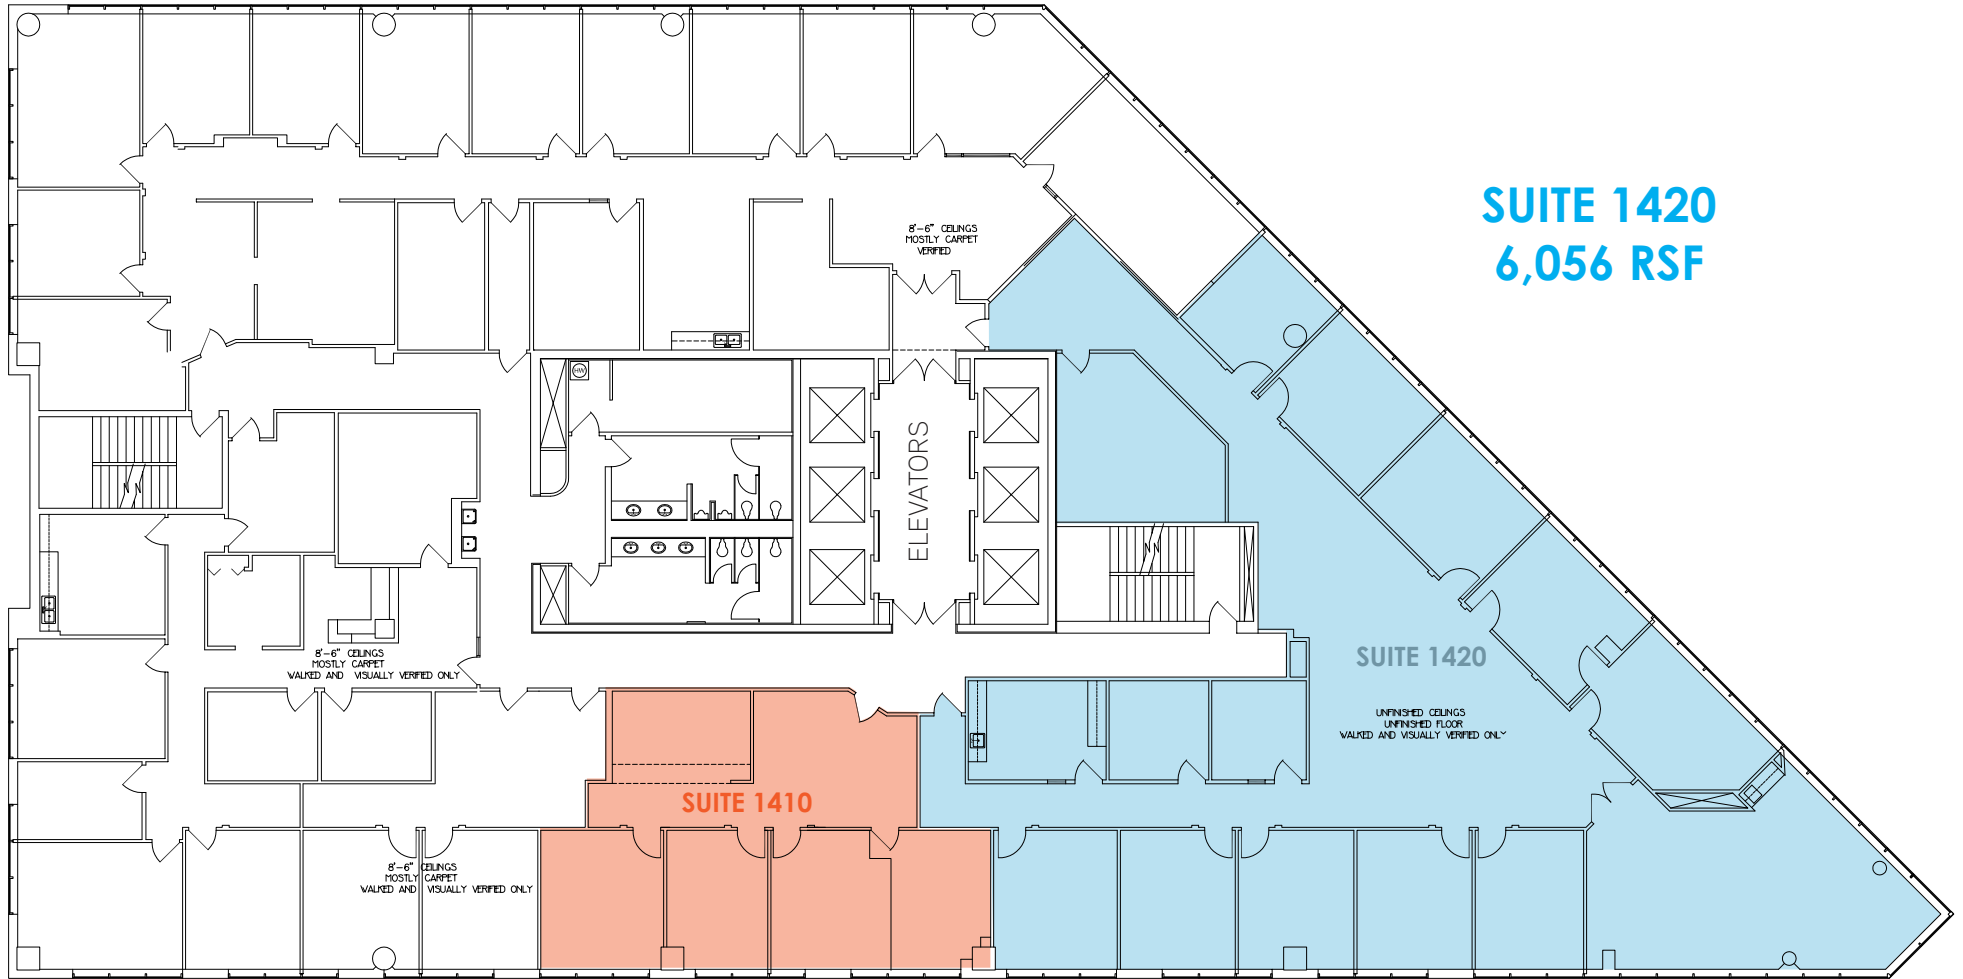 SUITE 1420
6,056 RSF
8'-6" CEILINGS
MOSTLY CARPET
VERIFIED
HW
ELEVATORS
8'-6" CEILINGS
MOSTLY CARPET
WALKED AND VISUALLY VERIFIED ONLY
SUITE 1420
UNFINISHED CEILINGS
UNFINISHED FLOOR
WALKED AND VISUALLY VERIFIED ONLY
SUITE 1410
8'-6" CEILINGS
MOSTLY CARPET
WALKED AND VISUALLY VERIFIED ONLY